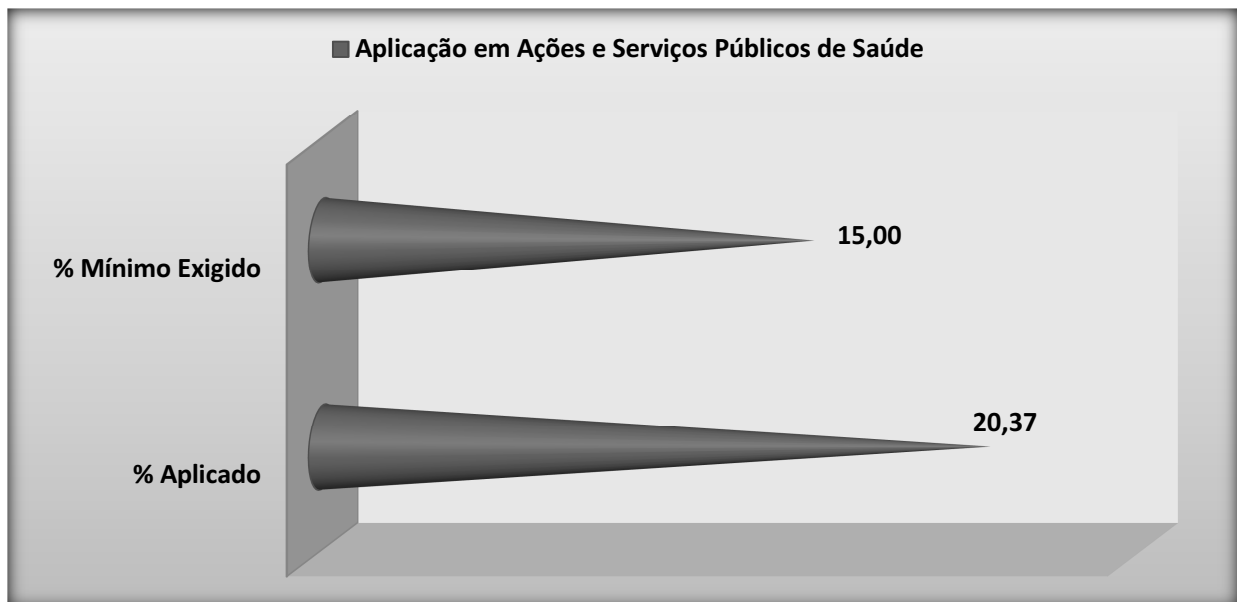 Aplicação em Ações e Serviços Públicos de Saúde
15,00
% Mínimo Exigido
20,37
% Aplicado